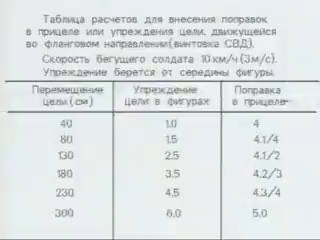 Таблица расчетов для внесения поправок
в прицеле или упреждения цели, движущейся
во фланговом направлении(винтовка СВД).
Скорость бегущего солдата 10 км/ч (3 м/с).
Упреждение берется от середины фигуры.
Перемещение цели (см) Упреждение цели в фигурах Поправка в прицеле
40 1.0 4
80 1.5 4.1/4
130 2.5 4.1/2
180 3.5 4.2/3
230 4.5 4.3/4
300 6.0 5.0